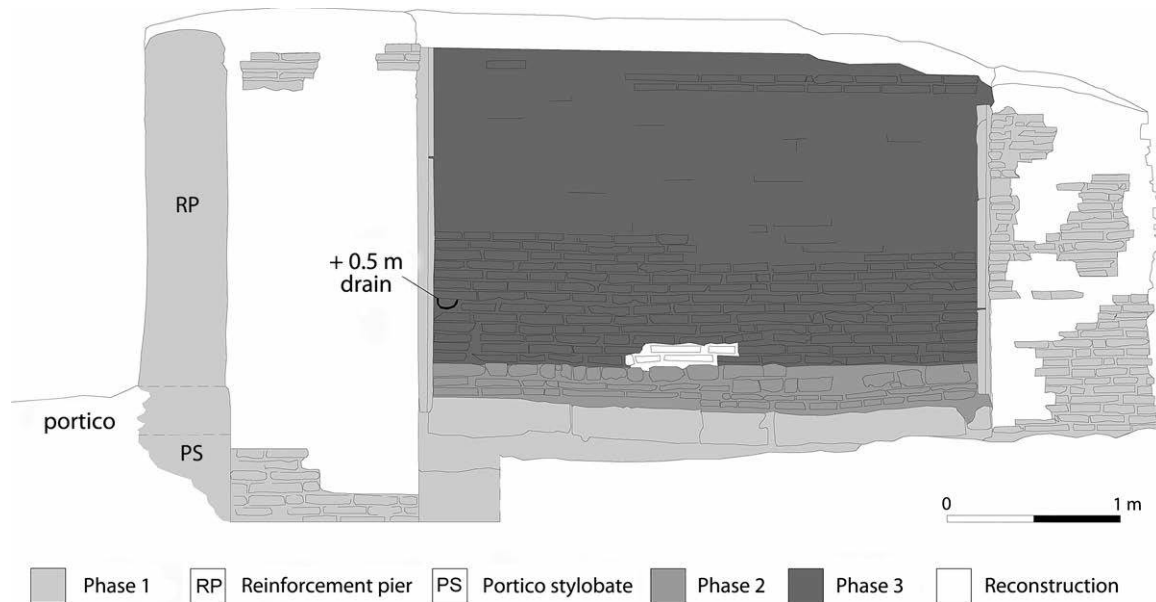 RP
+ 0.5 m
drain
portico
PS
0 1 m
Phase 1 RP Reinforcement pier PS Portico stylobate Phase 2 Phase 3 Reconstruction